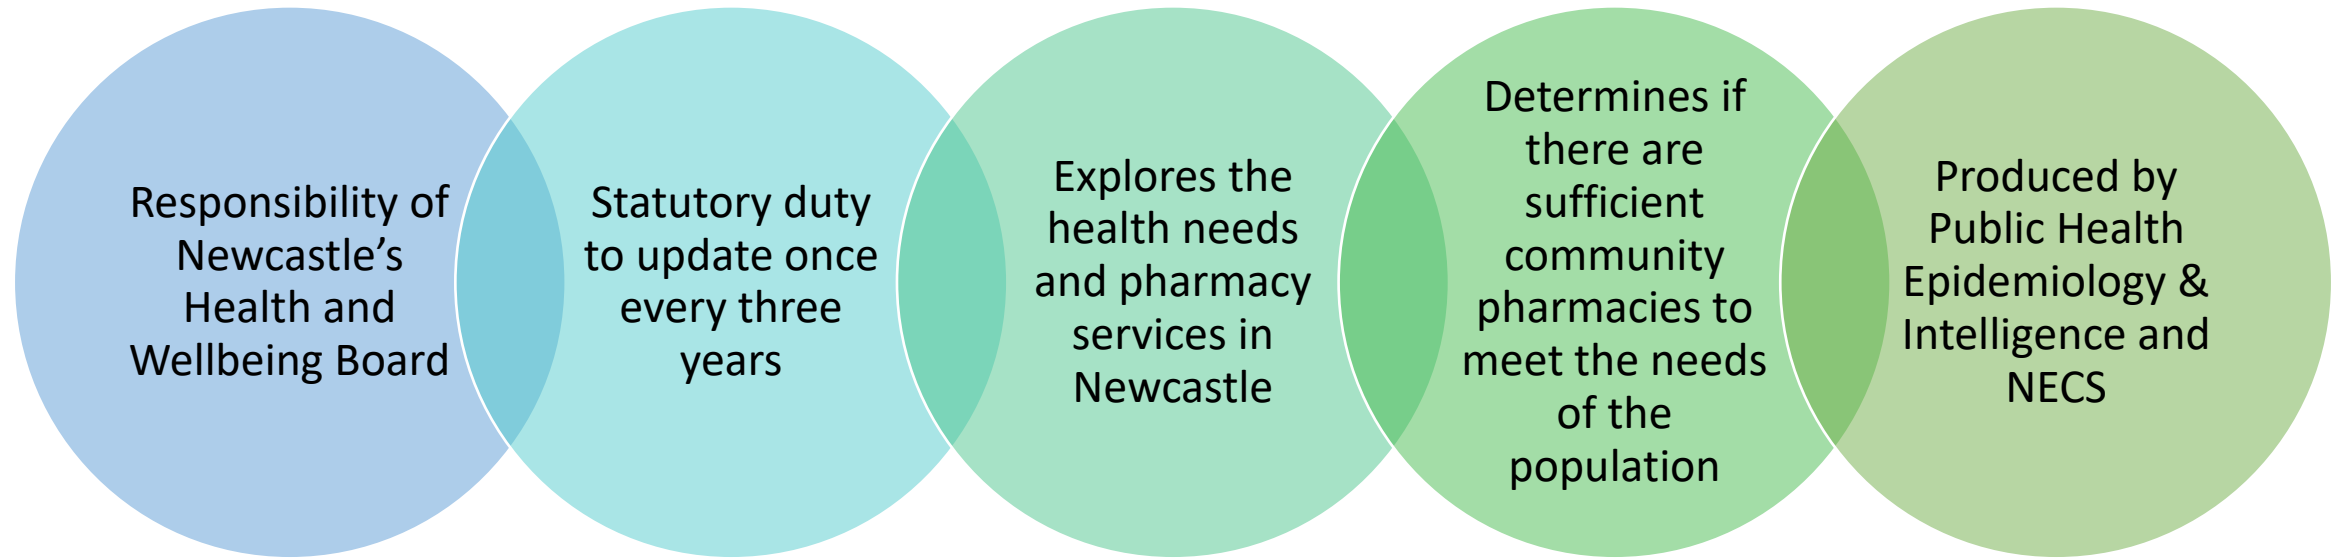 Responsibility of
Newcastle’s
Health and
Wellbeing Board
Statutory duty
to update once
every three
years
Explores the
health needs
and pharmacy
services in
Newcastle
Determines if
there are
sufficient
community
pharmacies to
meet the needs
of the
population
Produced by
Public Health
Epidemiology &
Intelligence and
NECS